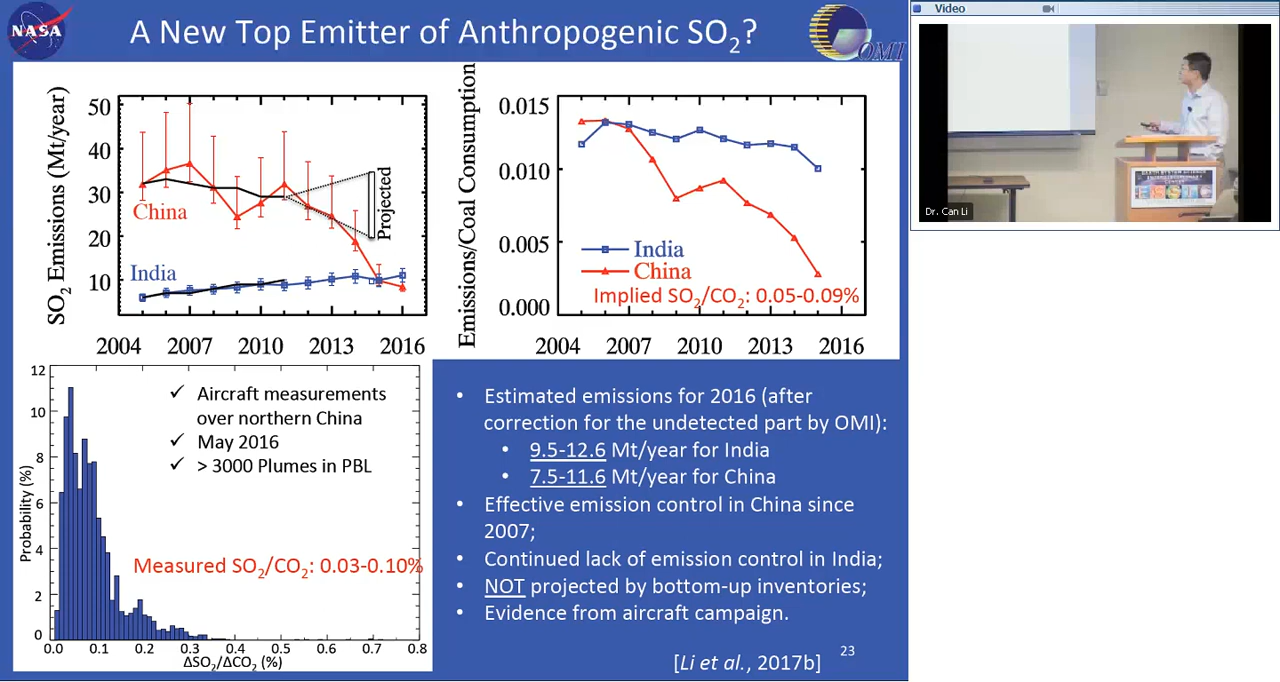 NASA
A New Top Emitter of Anthropogenic SO2?
OMI
Video
SO2 Emissions (Mt/year)
50
40
30
20
10
China
India
Projected
2004 2007 2010 2013 2016
Emissions/Coal Consumption
0.015
0.010
0.005
0.000
India
China
Implied SO2/CO2: 0.05-0.09%
2004 2007 2010 2013 2016
Dr. Can Li
Probability (%)
12
10
8
6
4
2
0
✓ Aircraft measurements
over northern China
✓ May 2016
✓ > 3000 Plumes in PBL
Measured SO2/CO2: 0.03-0.10%
0.0 0.1 0.2 0.3 0.4 0.5 0.6 0.7 0.8
ΔSO2/ΔCO2 (%)
• Estimated emissions for 2016 (after
correction for the undetected part by OMI):
• 9.5-12.6 Mt/year for India
• 7.5-11.6 Mt/year for China
• Effective emission control in China since
2007;
• Continued lack of emission control in India;
• NOT projected by bottom-up inventories;
• Evidence from aircraft campaign.
[Li et al., 2017b]
23